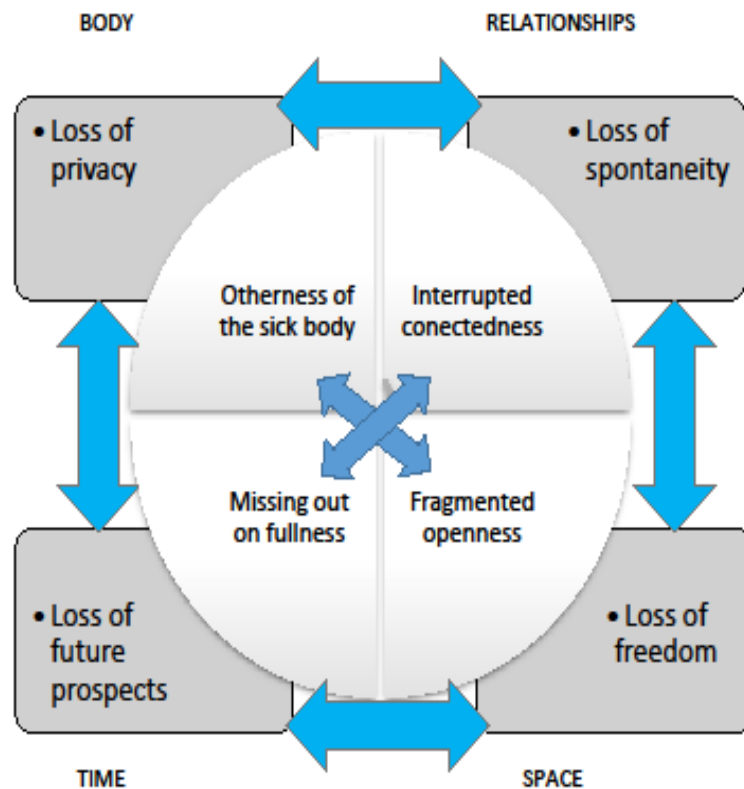 BODY
RELATIONSHIPS
• Loss of
privacy
• Loss of
spontaneity
Otherness of
the sick body
Interrupted
conectedness
Missing out
on fullness
Fragmented
openness
• Loss of
future
prospects
• Loss of
freedom
TIME
SPACE